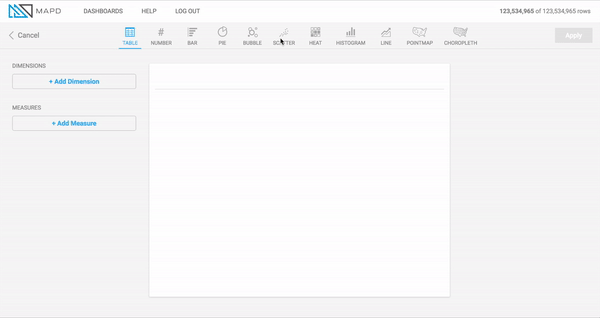 MAPD DASHBOARDS HELP LOG OUT 123,534,965 of 123,534,965 rows
Cancel TABLE NUMBER BAR PIE BUBBLE SCATTER HEAT HISTOGRAM LINE POINTMAP CHOROPLETH Apply
DIMENSIONS
+ Add Dimension
MEASURES
+ Add Measure